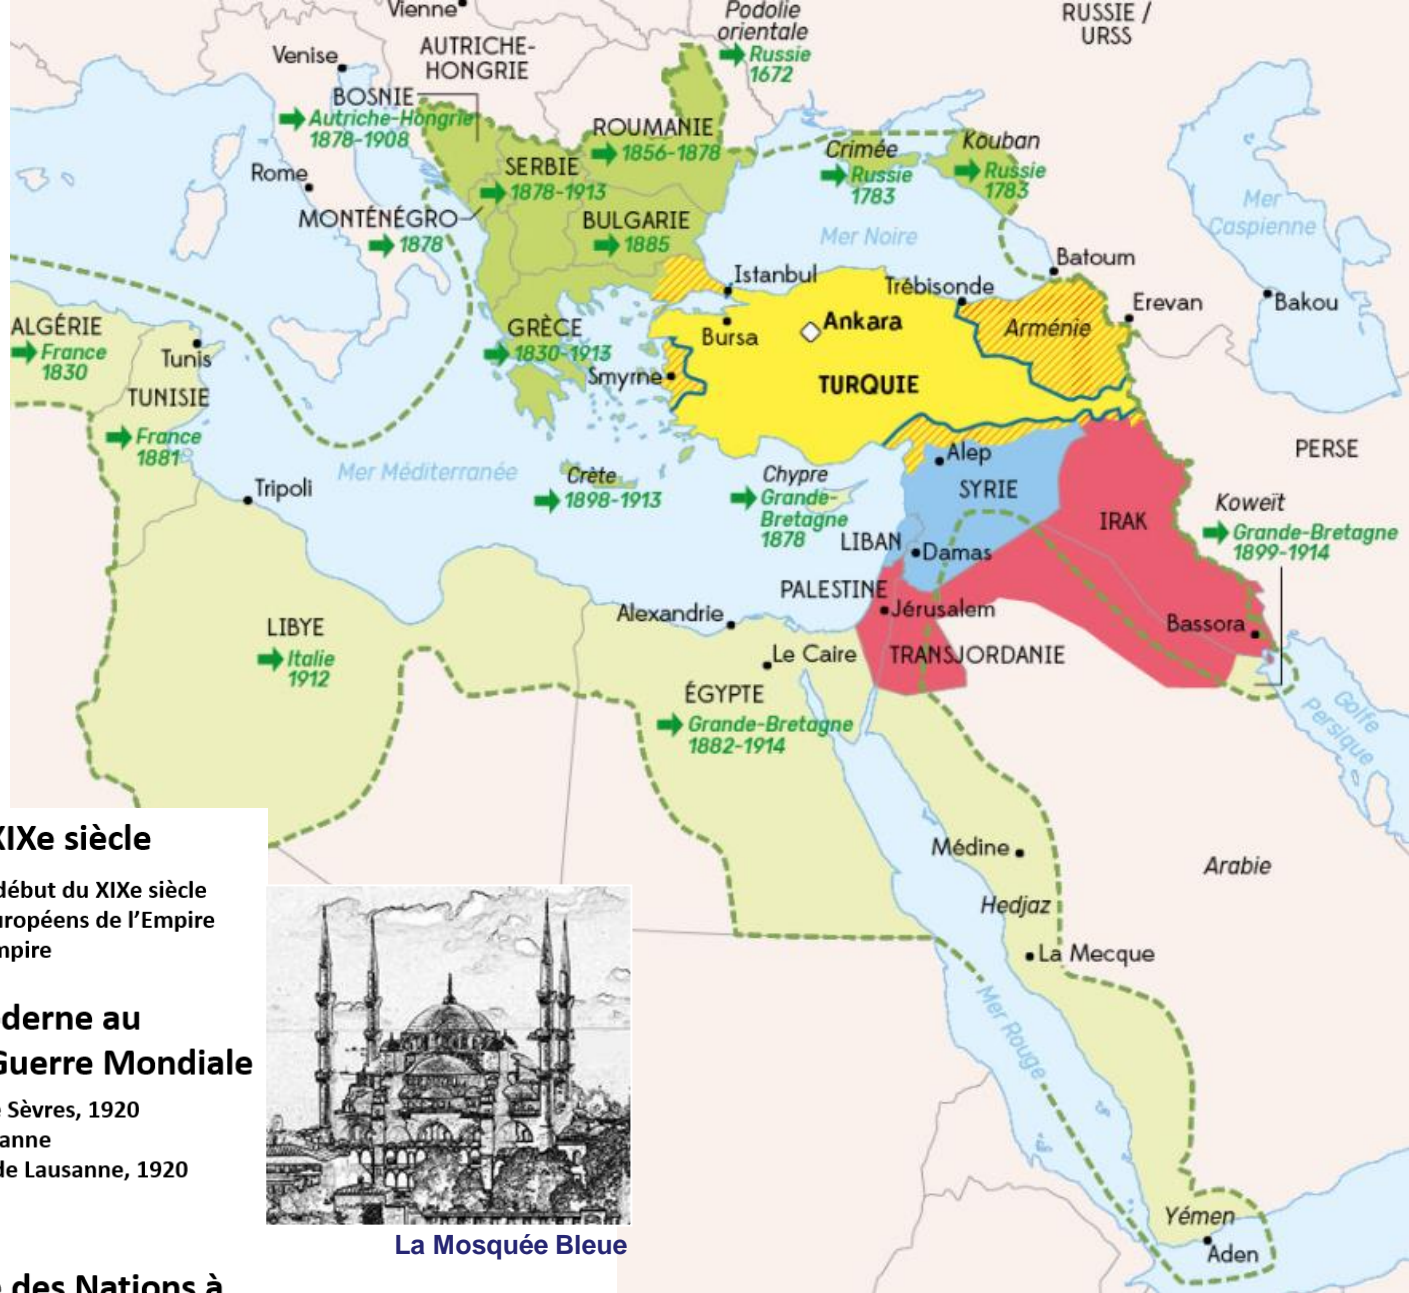 Vienne
Podolie
orientale
Russie
1672
RUSSIE /
URSS
Venise
AUTRICHE-
HONGRIE
BOSNIE
Autriche-Hongrie
1878-1908
ROUMANIE
1856-1878
Crimée
Russie
1783
Kouban
Russie
1783
Rome
SERBIE
1878-1913
MONTÉNÉGRO
1878
BULGARIE
1885
Mer Noire
Mer
Caspienne
Batoum
Istanbul
Trébisonde
Erevan
Bakou
ALGÉRIE
France
1830
Tunis
TUNISIE
France
1881
GRÈCE
1830-1913
Bursa
Ankara
Arménie
Smyrne
TURQUIE
PERSE
Mer Méditerranée
Tripoli
Crète
1898-1913
Chypre
Grande-
Bretagne
1878
Alep
SYRIE
IRAK
Koweït
Grande-Bretagne
1899-1914
LIBAN
Damas
PALESTINE
Jérusalem
Alexandrie
Bassora
LIBYE
Italie
1912
Le Caire
TRANSJORDANIE
ÉGYPTE
Grande-Bretagne
1882-1914
Golfe
Persique
Médine
Arabie
Hedjaz
La Mecque
Mer Rouge
Yémen
Aden
XIXe siècle
début du XIXe siècle
uropéens de l’Empire
mpire
oderne au
Guerre Mondiale
e Sèvres, 1920
anne
de Lausanne, 1920
e des Nations à
La Mosquée Bleue